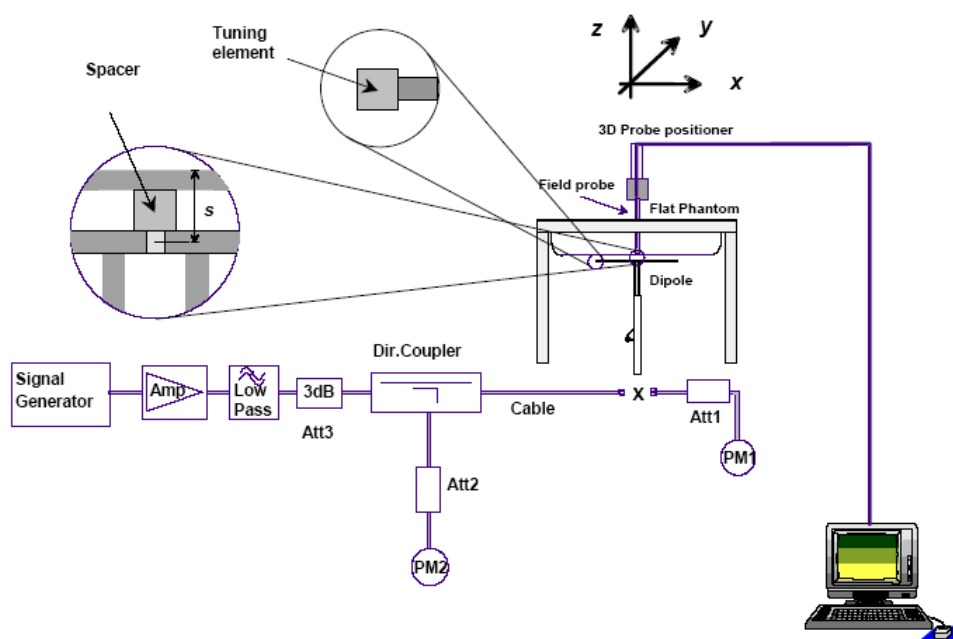 Tuning
element
Spacer
z
y
x
3D Probe positioner
Field probe
Flat Phantom
s
Dipole
Dir.Coupler
Signal
Generator
Amp
Low
Pass
3dB
Att3
Cable
X
Att1
PM1
Att2
PM2